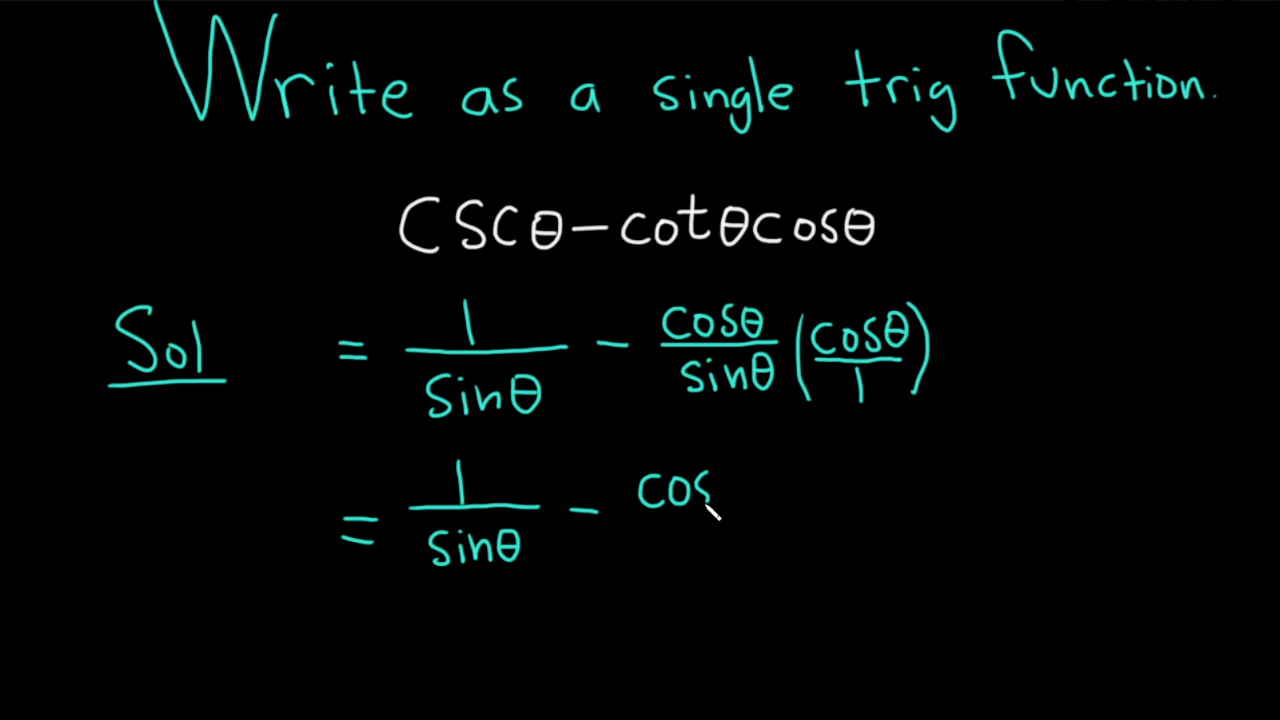 Write as a single trig function.
CSCθ-cotθcosθ
Sol = 1/sinθ - cosθ/sinθ (cosθ/1)
= 1/sinθ - cos